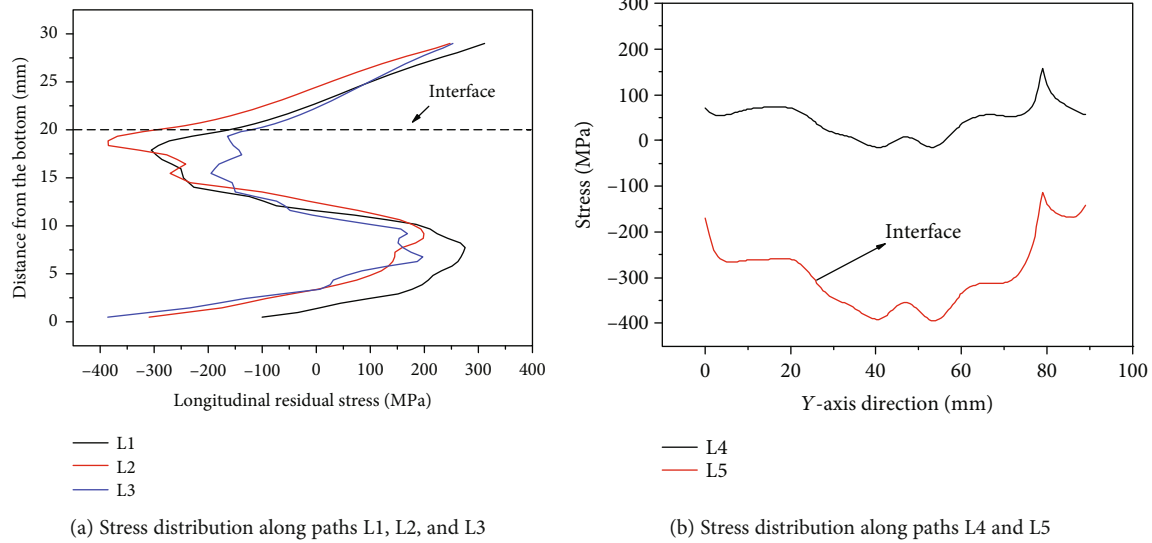 30
25
20
15
10
5
0
Distance from the bottom (mm)
Interface
–400 –300 –200 –100 0 100 200 300 400
Longitudinal residual stress (MPa)
L1
L2
L3
(a) Stress distribution along paths L1, L2, and L3
300
200
100
0
–100
–200
–300
–400
Stress (MPa)
Interface
0 20 40 60 80 100
Y-axis direction (mm)
L4
L5
(b) Stress distribution along paths L4 and L5